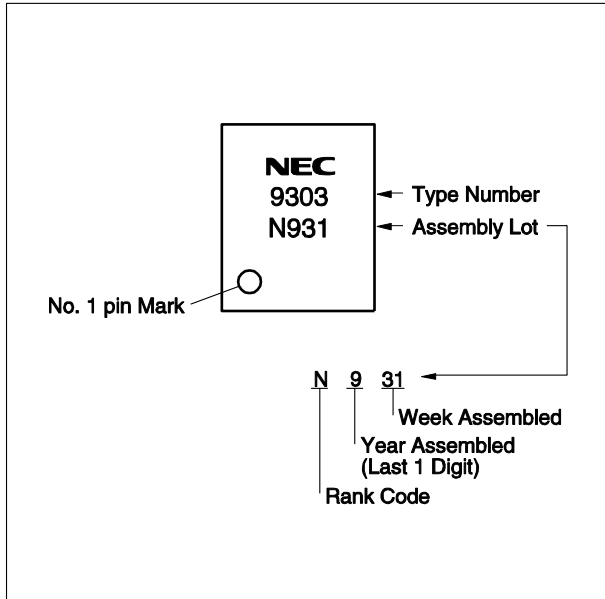 NEC
9303
N931
Type Number
Assembly Lot
No. 1 pin Mark
N 9 31
Week Assembled
Year Assembled
(Last 1 Digit)
Rank Code